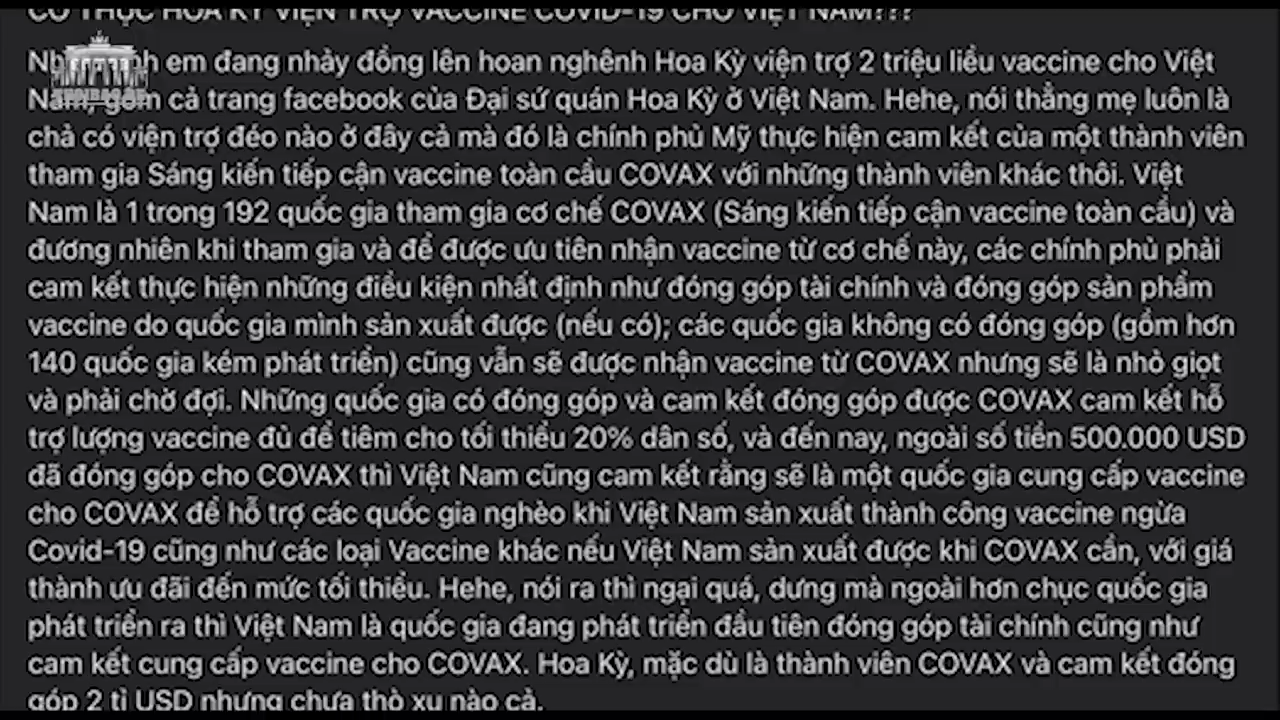 CÓ THỰC HOA KỲ VIỆN TRỢ VACCINE COVID-19 CHO VIỆT NAM???
em đang nhảy đồng lên hoan nghênh Hoa Kỳ viện trợ 2 triệu liều vaccine cho Việt
Nam, gồm cả trang facebook của Đại sứ quán Hoa Kỳ ở Việt Nam. Hehe, nói thẳng mẹ luôn là
chả có viện trợ đéo nào ở đây cả mà đó là chính phủ Mỹ thực hiện cam kết của một thành viên
tham gia Sáng kiến tiếp cận vaccine toàn cầu COVAX với những thành viên khác thôi. Việt
Nam là 1 trong 192 quốc gia tham gia cơ chế COVAX (Sáng kiến tiếp cận vaccine toàn cầu) và
đương nhiên khi tham gia và để được ưu tiên nhận vaccine từ cơ chế này, các chính phủ phải
cam kết thực hiện những điều kiện nhất định như đóng góp tài chính và đóng góp sản phẩm
vaccine do quốc gia mình sản xuất được (nếu có); các quốc gia không có đóng góp (gồm hơn
140 quốc gia kém phát triển) cũng vẫn sẽ được nhận vaccine từ COVAX nhưng sẽ là nhỏ giọt
và phải chờ đợi. Những quốc gia có đóng góp và cam kết đóng góp được COVAX cam kết hỗ
trợ lượng vaccine đủ để tiêm cho tối thiểu 20% dân số, và đến nay, ngoài số tiền 500.000 USD
đã đóng góp cho COVAX thì Việt Nam cũng cam kết rằng sẽ là một quốc gia cung cấp vaccine
cho COVAX để hỗ trợ các quốc gia nghèo khi Việt Nam sản xuất thành công vaccine ngừa
Covid-19 cũng như các loại Vaccine khác nếu Việt Nam sản xuất được khi COVAX cần, với giá
thành ưu đãi đến mức tối thiểu. Hehe, nói ra thì ngại quá, dưng mà ngoài hơn chục quốc gia
phát triển ra thì Việt Nam là quốc gia đang phát triển đầu tiên đóng góp tài chính cũng như
cam kết cung cấp vaccine cho COVAX. Hoa Kỳ, mặc dù là thành viên COVAX và cam kết đóng
góp 2 tỉ USD nhưng chưa thò xu nào cả.